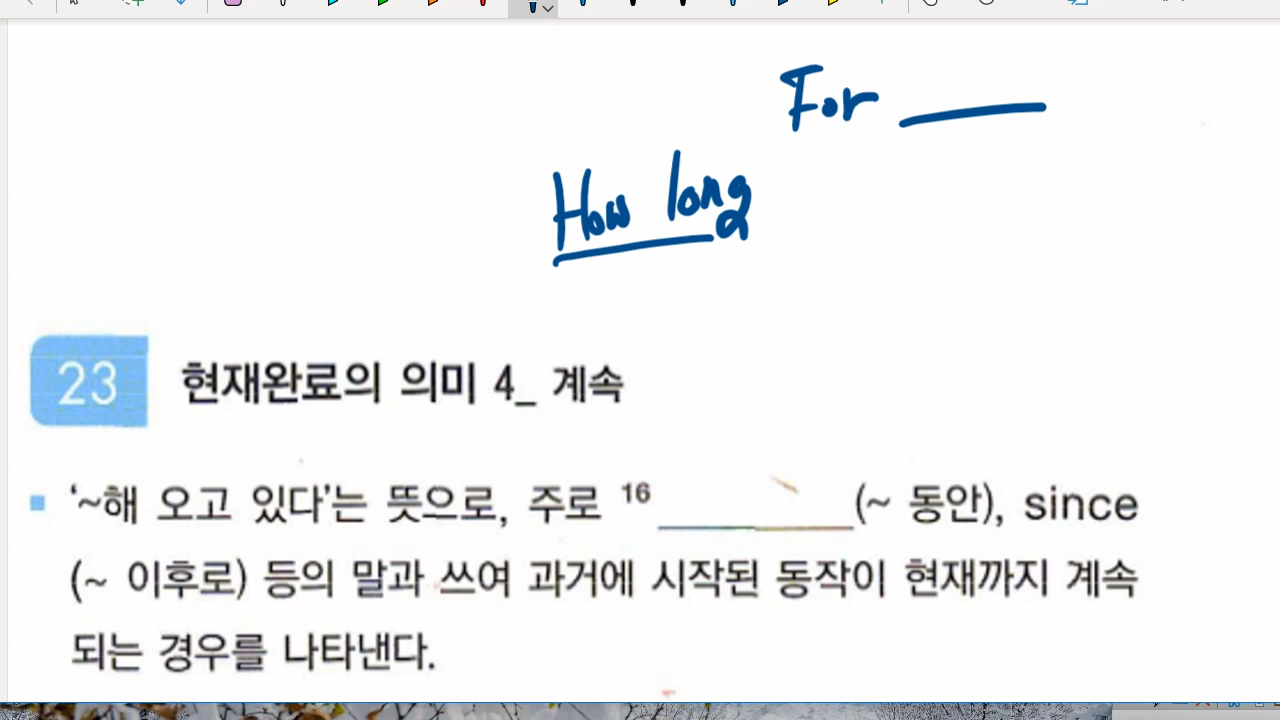 For
How long
23 현재완료의 의미 4_ 계속
'~해 오고 있다'는 뜻으로, 주로 16 ________(~ 동안), since
(~ 이후로) 등의 말과 쓰여 과거에 시작된 동작이 현재까지 계속
되는 경우를 나타낸다.